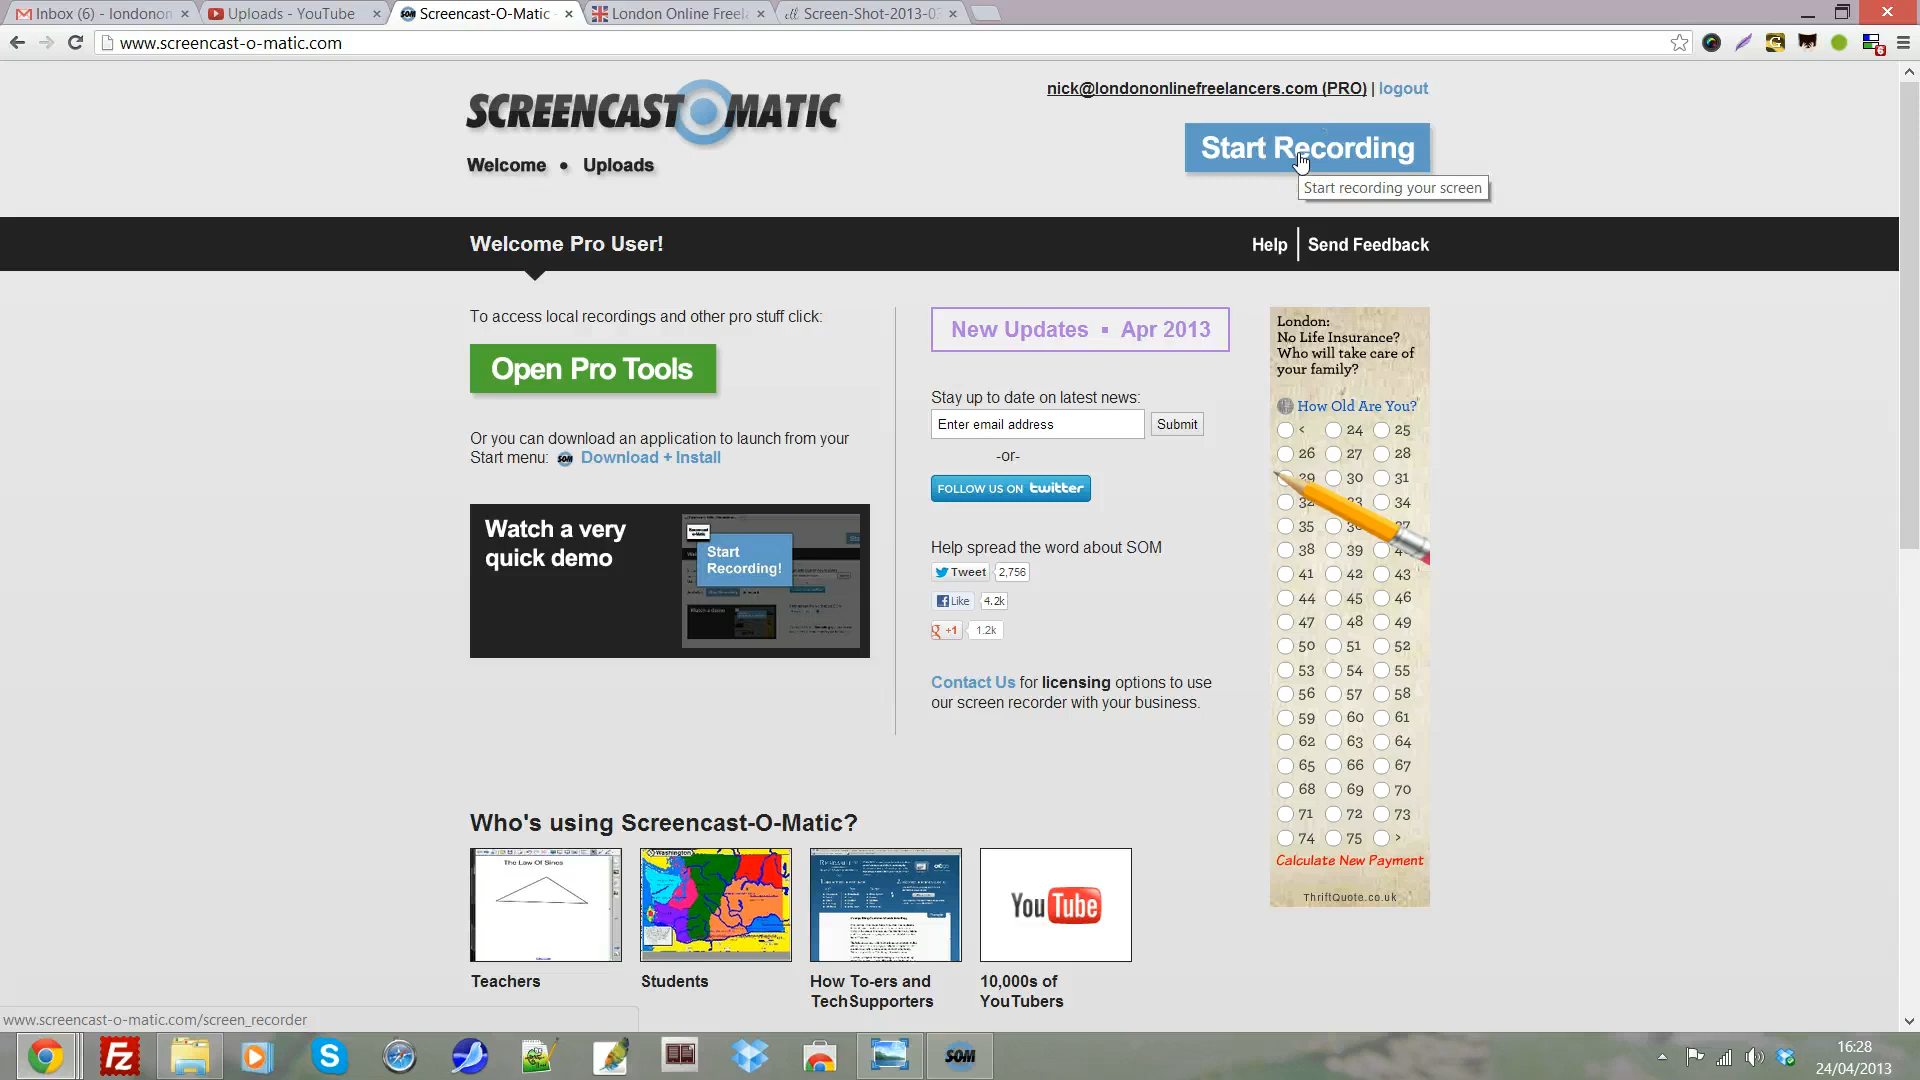 Inbox (6) - londonon
Uploads - YouTube
Screencast-O-Matic -
London Online Freela
Screen-Shot-2013-03
www.screencast-o-matic.com
SCREENCAST O MATIC
nick@londononlinefreelancers.com (PRO) | logout
Start Recording
Start recording your screen
Welcome • Uploads
Welcome Pro User!
Help
Send Feedback
To access local recordings and other pro stuff click:
Open Pro Tools
Or you can download an application to launch from your
Start menu: SOM Download + Install
Watch a very
quick demo
Start
Recording!
New Updates ▪ Apr 2013
Stay up to date on latest news:
Enter email address
Submit
-or-
FOLLOW US ON twitter
Help spread the word about SOM
Tweet 2,756
Like 4.2k
+1 1.2k
Contact Us for licensing options to use
our screen recorder with your business.
London:
No Life Insurance?
Who will take care of
your family?
How Old Are You?
< 24 25
26 27 28
29 30 31
32 33 34
35 36 37
38 39
41 42 43
44 45 46
47 48 49
50 51 52
53 54 55
56 57 58
59 60 61
62 63 64
65 66 67
68 69 70
71 72 73
74 75 >
Calculate New Payment
ThriftQuote.co.uk
Who's using Screencast-O-Matic?
The Law Of Sines
Washington
YouTube
Teachers
Students
How To-ers and
TechSupporters
10,000s of
YouTubers
www.screencast-o-matic.com/screen_recorder
SOM
16:28
24/04/2013